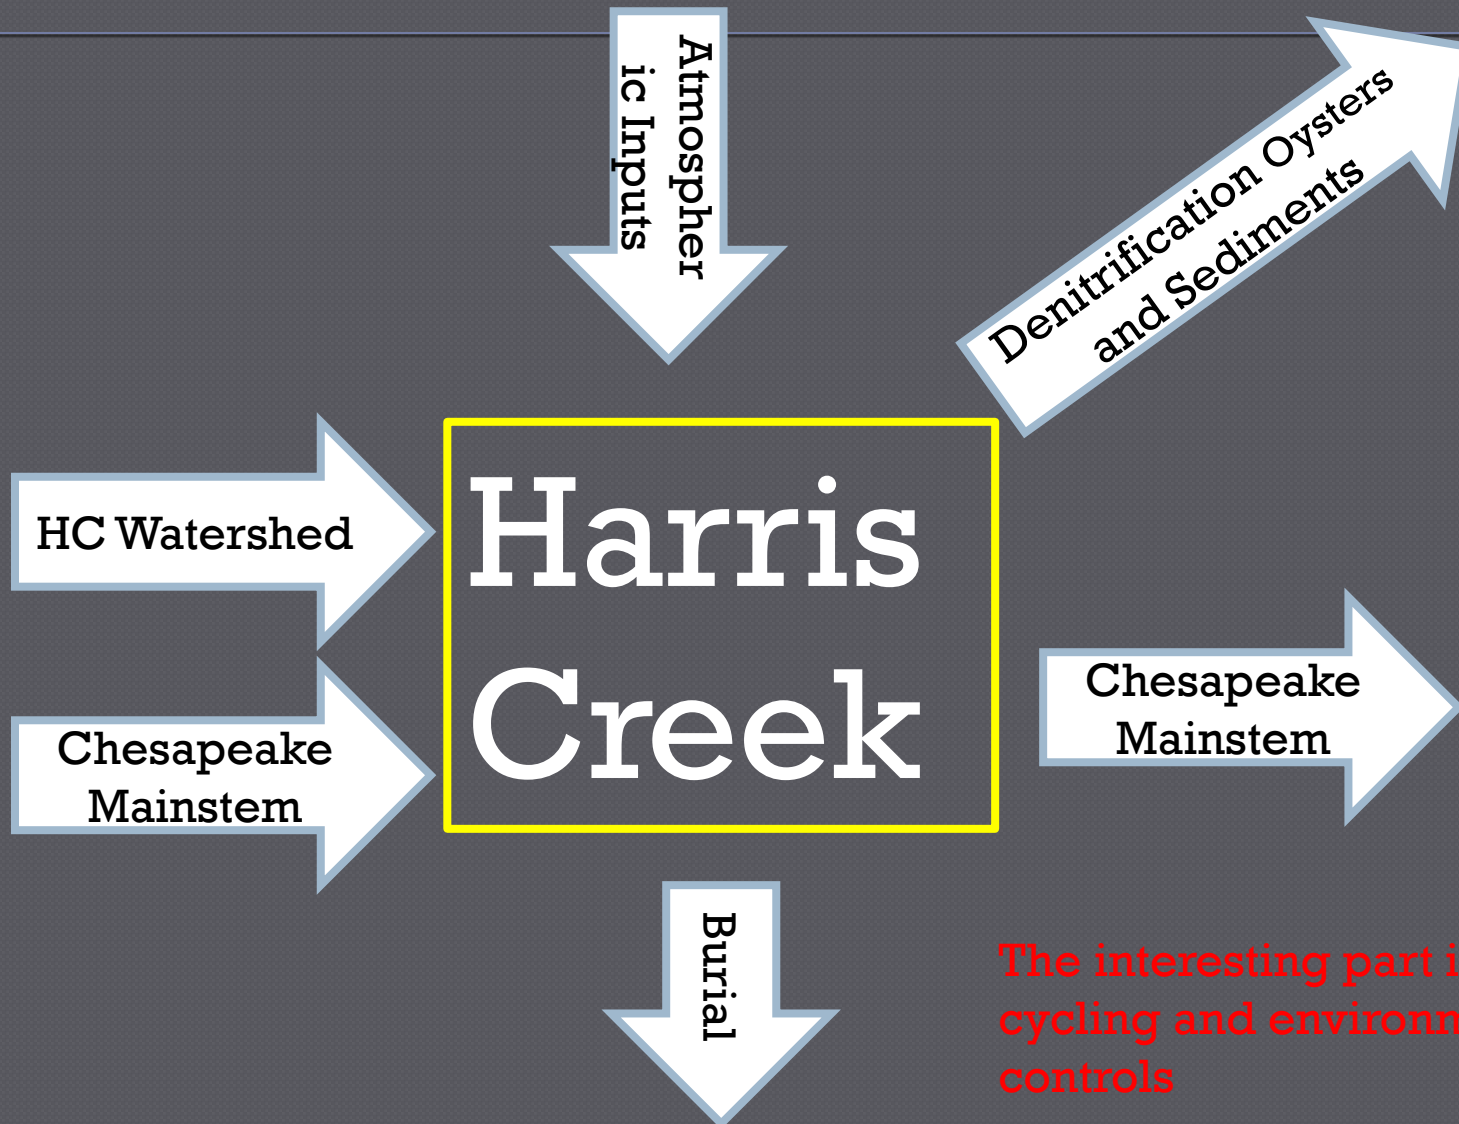 Atmospher
ic Inputs
Denitrification Oysters
and Sediments
HC Watershed
Harris
Creek
Chesapeake
Mainstem
Chesapeake
Mainstem
Burial
The interesting part i
cycling and environm
controls